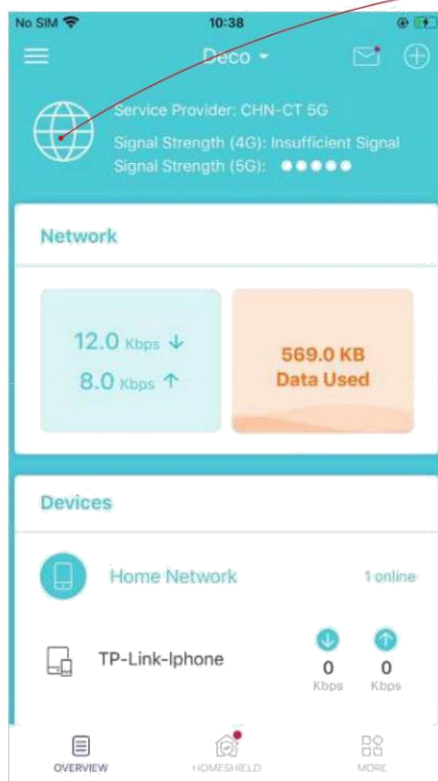 No SIM 10:38
Deco
Service Provider: CHN-CT 5G
Signal Strength (4G): Insufficient Signal
Signal Strength (5G):
Network
12.0 Kbps ↓
8.0 Kbps ↑
569.0 KB
Data Used
Devices
Home Network 1 online
TP-Link-Iphone
0 0
Kbps Kbps
OVERVIEW HOMESHIELD MORE